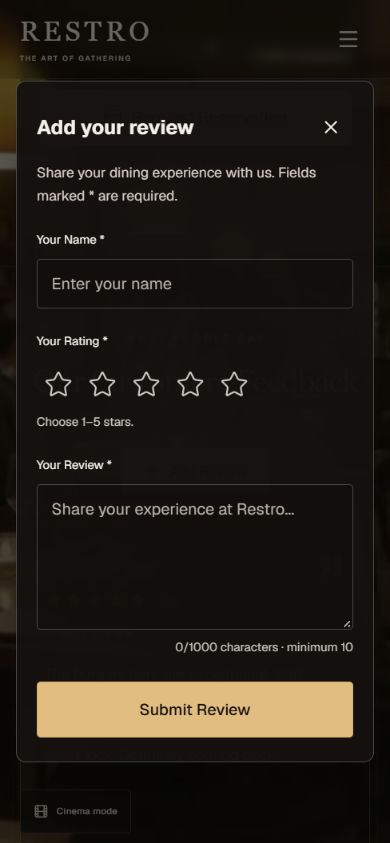 RESTRO
THE ART OF GATHERING
Add your review
Share your dining experience with us. Fields
marked * are required.
Your Name *
Enter your name
Your Rating *
Feedback
Choose 1–5 stars.
Your Review *
Share your experience at Restro...
0/1000 characters · minimum 10
Submit Review
Cinema mode